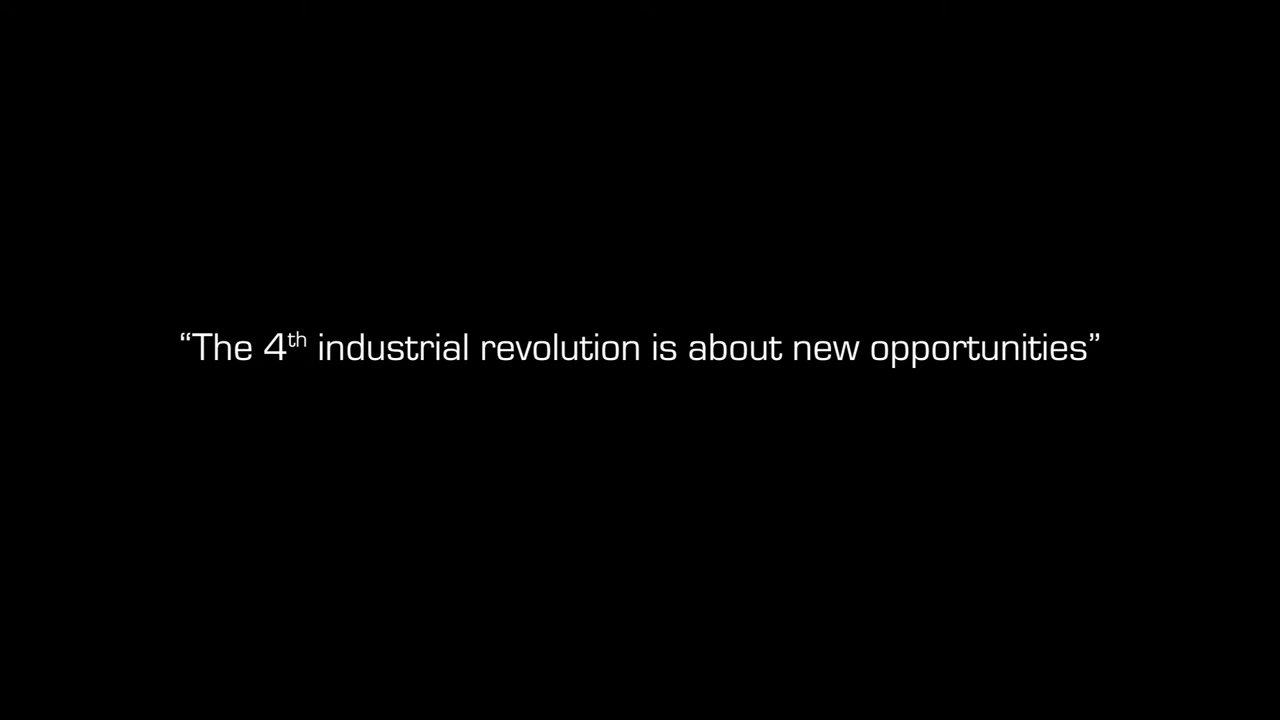 “The 4th industrial revolution is about new opportunities”